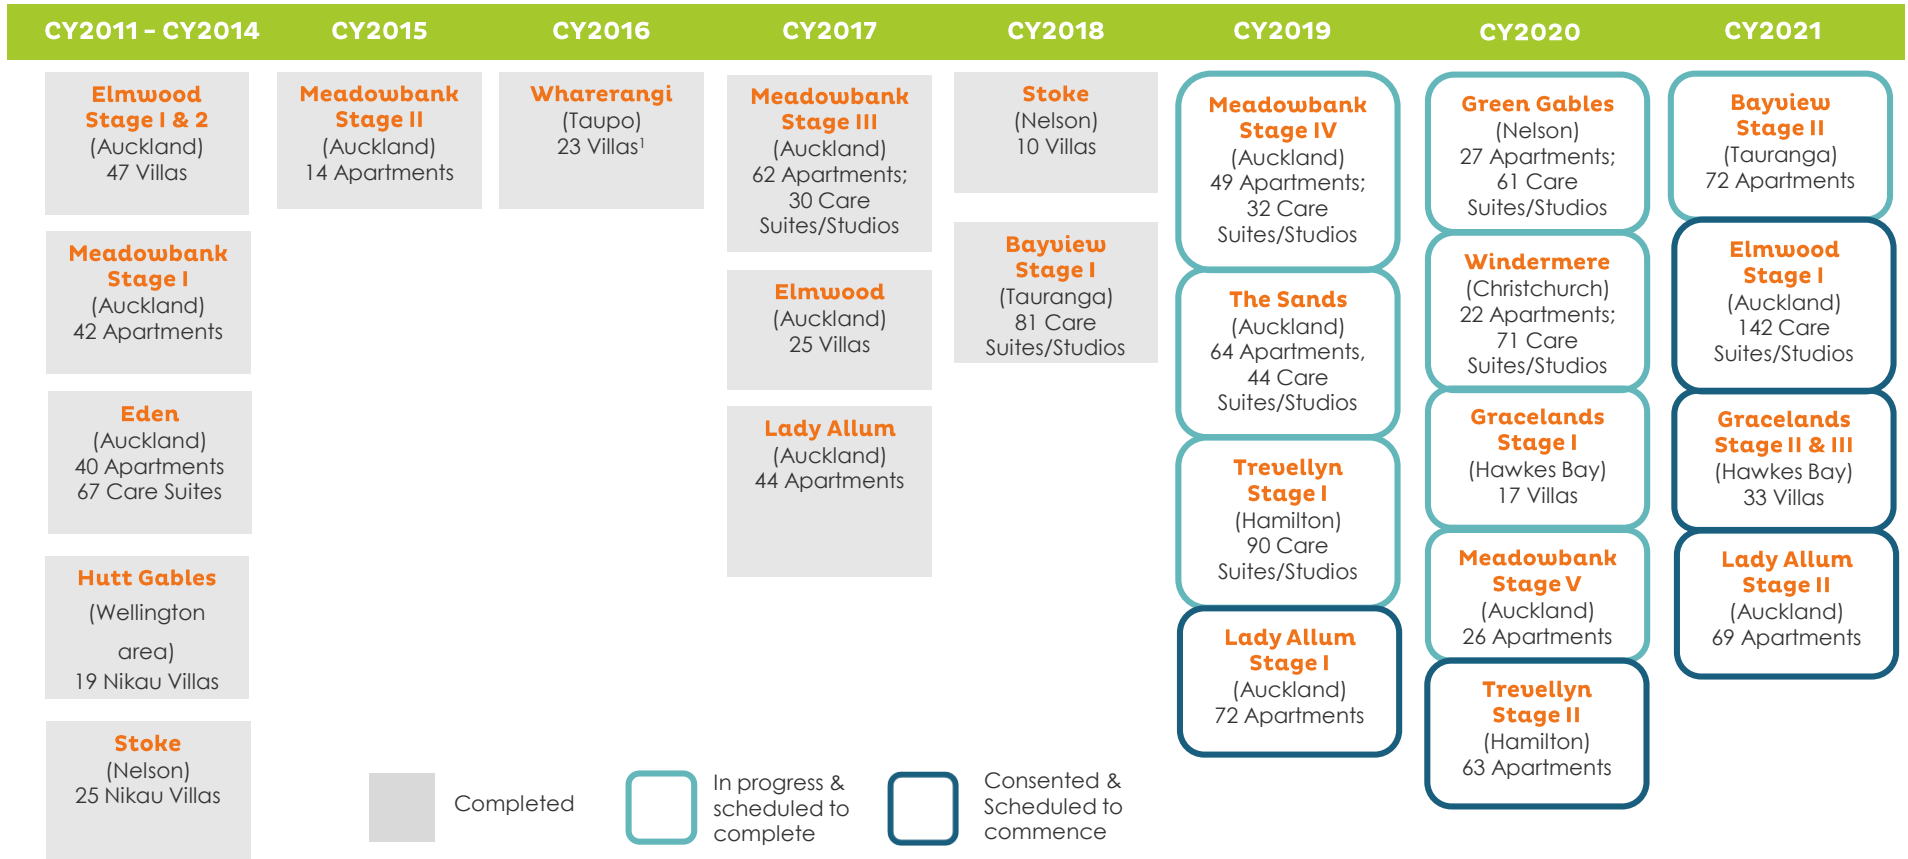 CY2011 – CY2014
CY2015
CY2016
CY2017
CY2018
CY2019
CY2020
CY2021
Elmwood
Stage I & 2
(Auckland)
47 Villas
Meadowbank
Stage I
(Auckland)
42 Apartments
Eden
(Auckland)
40 Apartments
67 Care Suites
Hutt Gables
(Wellington
area)
19 Nikau Villas
Stoke
(Nelson)
25 Nikau Villas
Meadowbank
Stage II
(Auckland)
14 Apartments
Wharerangi
(Taupo)
23 Villas¹
Meadowbank
Stage III
(Auckland)
62 Apartments;
30 Care
Suites/Studios
Elmwood
(Auckland)
25 Villas
Lady Allum
(Auckland)
44 Apartments
Stoke
(Nelson)
10 Villas
Bayview
Stage I
(Tauranga)
81 Care
Suites/Studios
Meadowbank
Stage IV
(Auckland)
49 Apartments;
32 Care
Suites/Studios
The Sands
(Auckland)
64 Apartments,
44 Care
Suites/Studios
Trevellyn
Stage I
(Hamilton)
90 Care
Suites/Studios
Lady Allum
Stage I
(Auckland)
72 Apartments
Green Gables
(Nelson)
27 Apartments;
61 Care
Suites/Studios
Windermere
(Christchurch)
22 Apartments;
71 Care
Suites/Studios
Gracelands
Stage I
(Hawkes Bay)
17 Villas
Meadowbank
Stage V
(Auckland)
26 Apartments
Trevellyn
Stage II
(Hamilton)
63 Apartments
Bayview
Stage II
(Tauranga)
72 Apartments
Elmwood
Stage I
(Auckland)
142 Care
Suites/Studios
Gracelands
Stage II & III
(Hawkes Bay)
33 Villas
Lady Allum
Stage II
(Auckland)
69 Apartments
Completed
In progress &
scheduled to
complete
Consented &
Scheduled to
commence